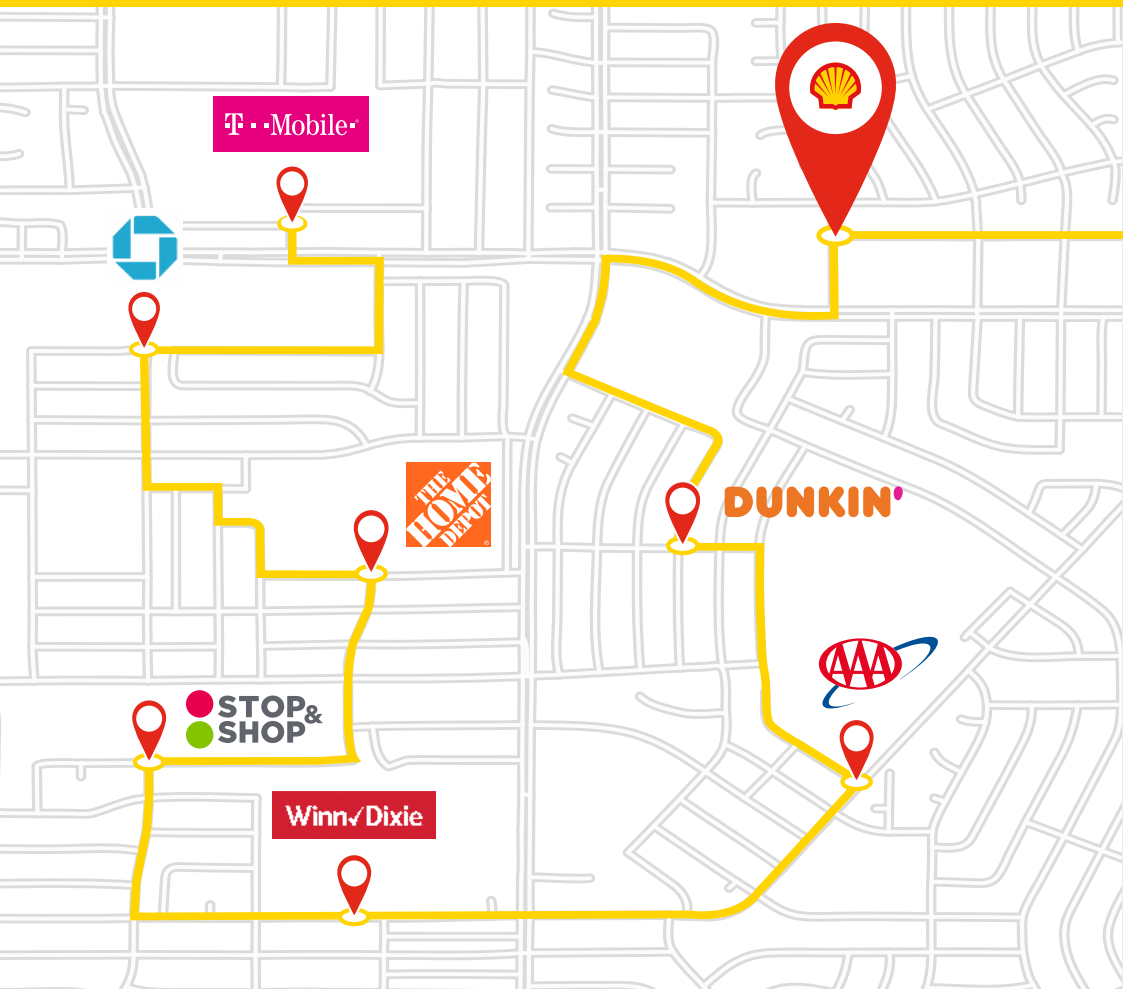 T··Mobile·
THE
HOME
DEPOT
DUNKIN'
AAA
STOP&
SHOP
Winn✓Dixie